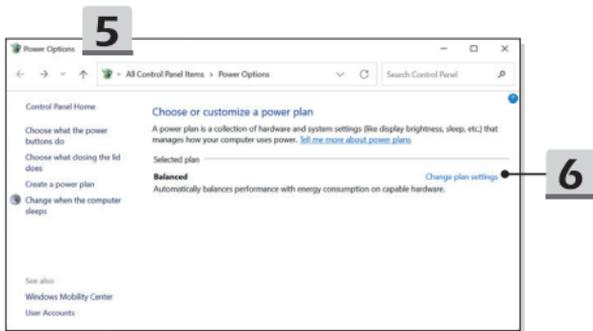 5
Power Options
All Control Panel Items > Power Options
Search Control Panel
Control Panel Home
Choose what the power
buttons do
Choose what closing the lid
does
Create a power plan
Change when the computer
sleeps
See also
Windows Mobility Center
User Accounts
Choose or customize a power plan
A power plan is a collection of hardware and system settings (like display brightness, sleep, etc.) that
manages how your computer uses power. Tell me more about power plans
Selected plan
Balanced
Change plan settings
Automatically balances performance with energy consumption on capable hardware.
6